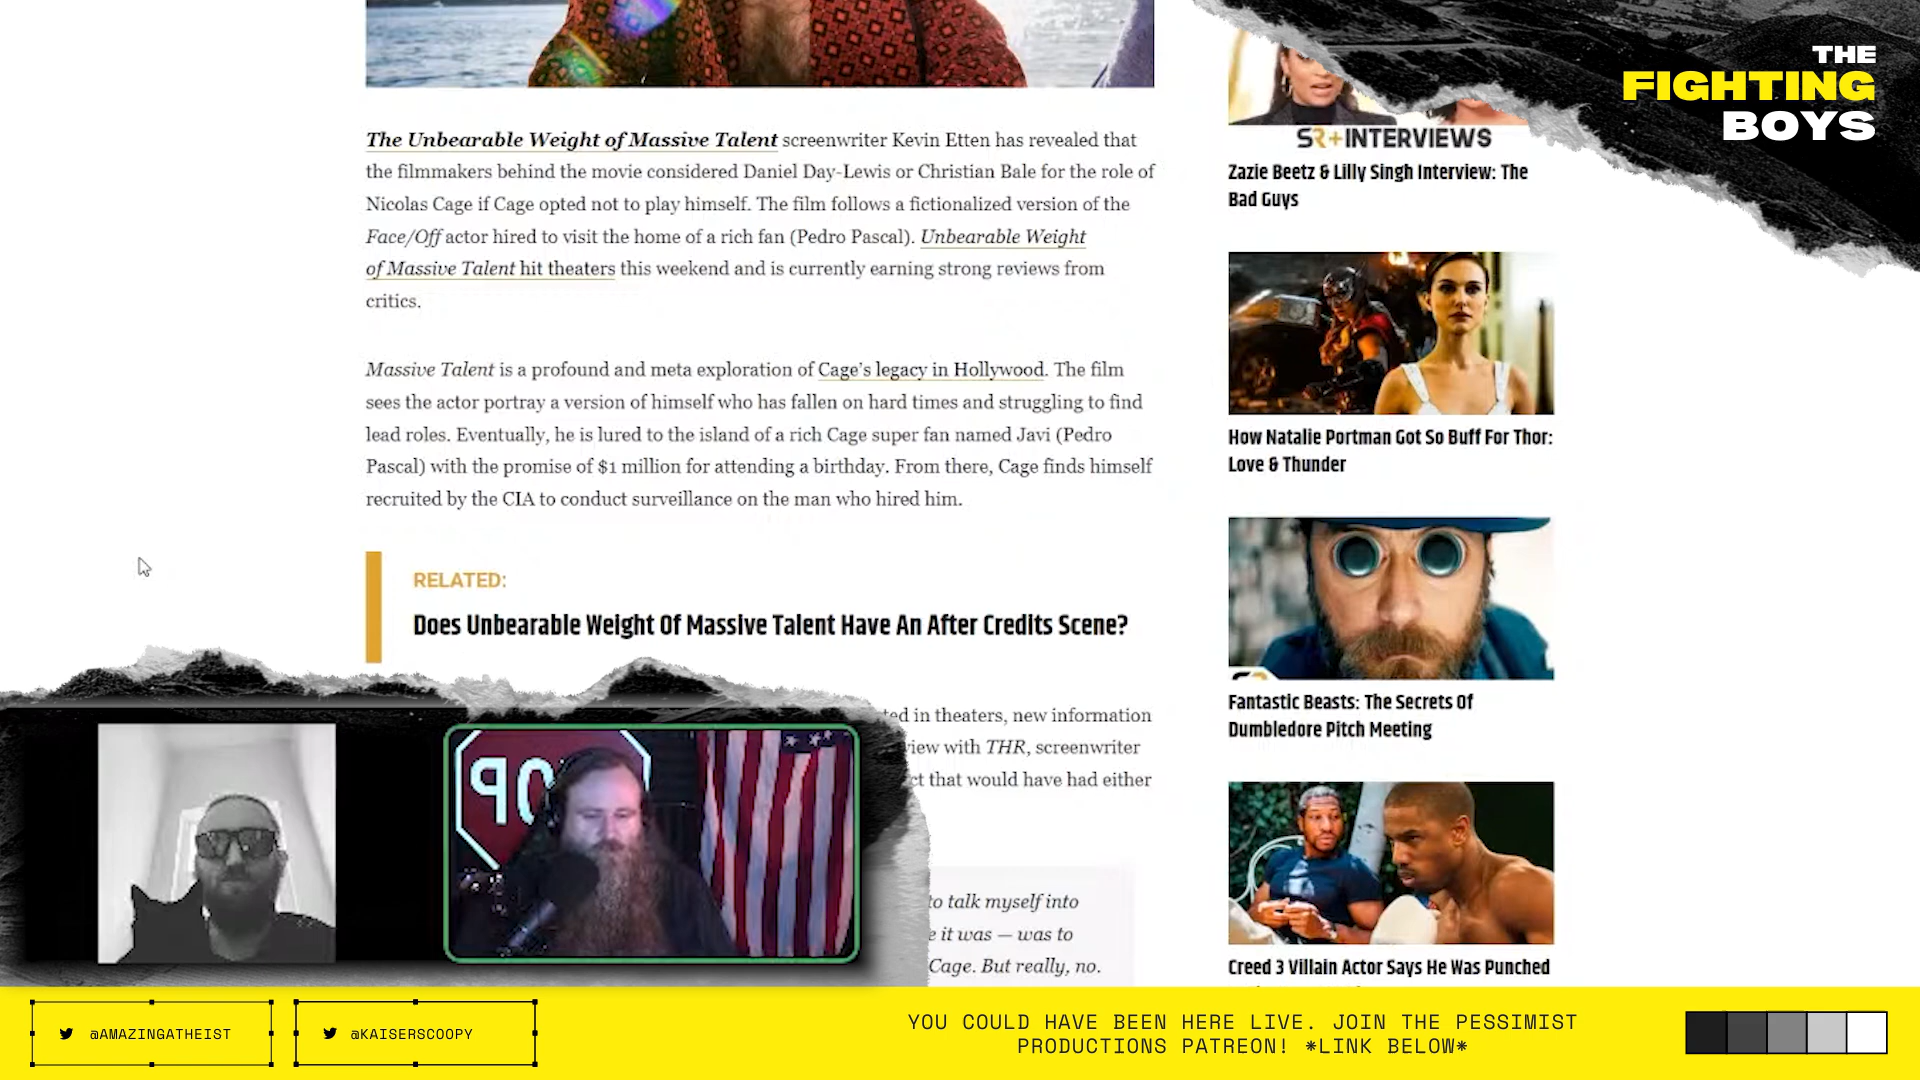 THE
FIGHTING
BOYS
The Unbearable Weight of Massive Talent screenwriter Kevin Etten has revealed that
the filmmakers behind the movie considered Daniel Day-Lewis or Christian Bale for the role of
Nicolas Cage if Cage opted not to play himself. The film follows a fictionalized version of the
Face/Off actor hired to visit the home of a rich fan (Pedro Pascal). Unbearable Weight
of Massive Talent hit theaters this weekend and is currently earning strong reviews from
critics.
Massive Talent is a profound and meta exploration of Cage’s legacy in Hollywood. The film
sees the actor portray a version of himself who has fallen on hard times and struggling to find
lead roles. Eventually, he is lured to the island of a rich Cage super fan named Javi (Pedro
Pascal) with the promise of $1 million for attending a birthday. From there, Cage finds himself
recruited by the CIA to conduct surveillance on the man who hired him.
RELATED:
Does Unbearable Weight Of Massive Talent Have An After Credits Scene?
in theaters, new information
with THR, screenwriter
that would have had either
to talk myself into
it was — was to
Cage. But really, no.
SR+INTERVIEWS
Zazie Beetz & Lilly Singh Interview: The
Bad Guys
How Natalie Portman Got So Buff For Thor:
Love & Thunder
Fantastic Beasts: The Secrets Of
Dumbledore Pitch Meeting
Creed 3 Villain Actor Says He Was Punched
@AMAZINGATHEIST
@KAISERSCOOPY
YOU COULD HAVE BEEN HERE LIVE. JOIN THE PESSIMIST
PRODUCTIONS PATREON! *LINK BELOW*